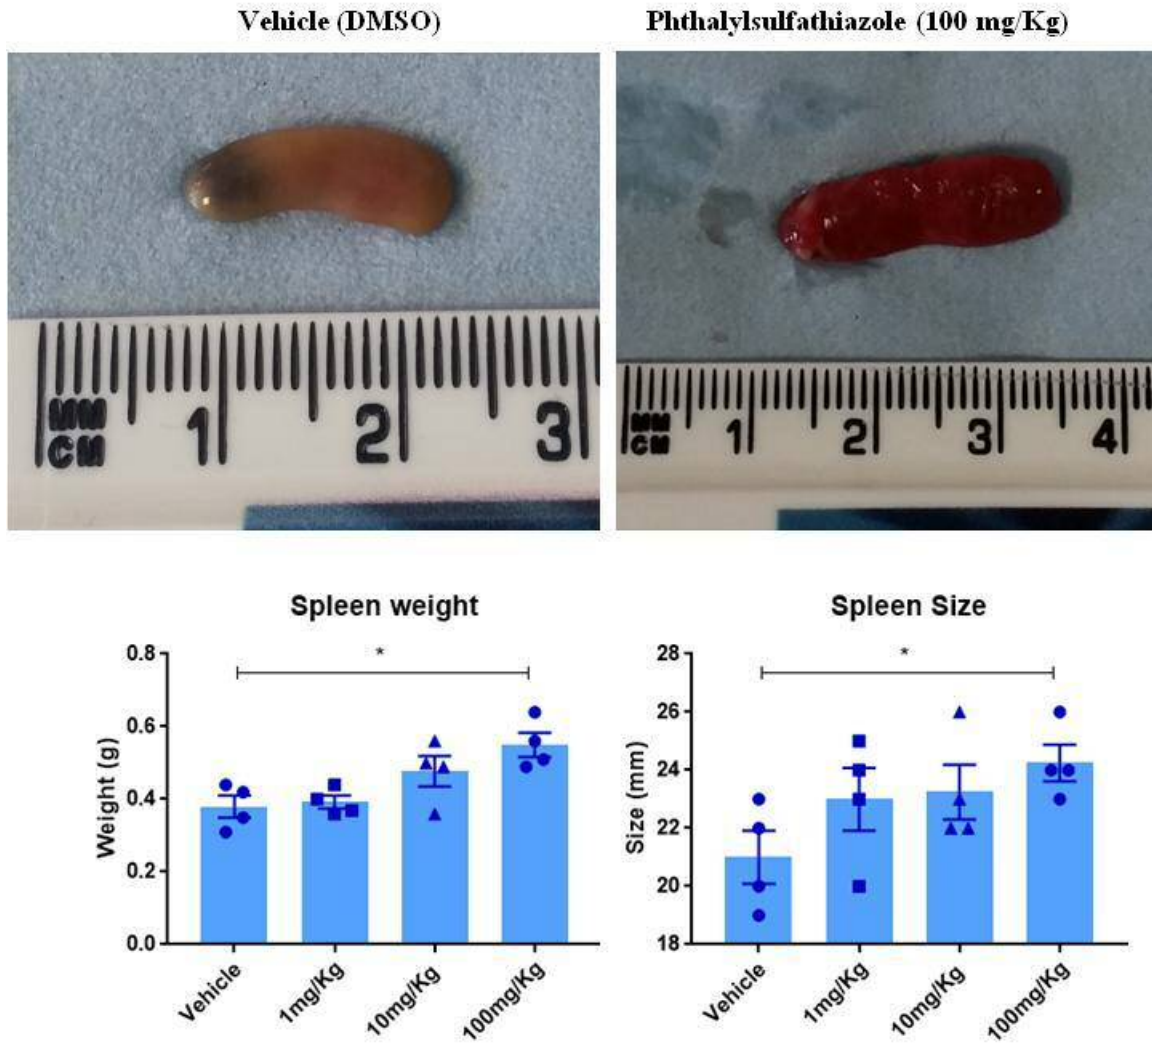 Vehicle (DMSO)
Phthalylsulfathiazole (100 mg/Kg)
MM
CM
1
2
3
MM
CM
1
2
3
4
Spleen weight
0.8
0.6
0.4
0.2
0.0
Weight (g)
*
Vehicle
1mg/Kg
10mg/Kg
100mg/Kg
Spleen Size
28
26
24
22
20
18
Size (mm)
*
Vehicle
1mg/Kg
10mg/Kg
100mg/Kg